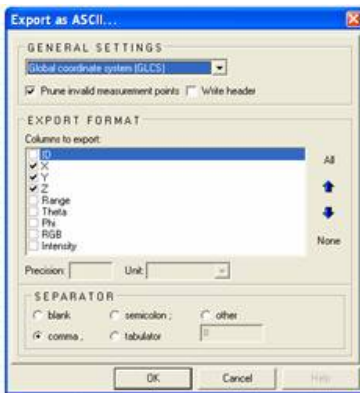 Export as ASCII...
GENERAL SETTINGS
Global coordinate system (GLCS)
Prune invalid measurement points Write header
EXPORT FORMAT
Columns to export:
ID
X
Y
Z
Range
Theta
Phi
RGB
Intensity
All
None
Precision: Unit:
SEPARATOR
blank semicolon ; other
comma , tabulator
OK Cancel Help